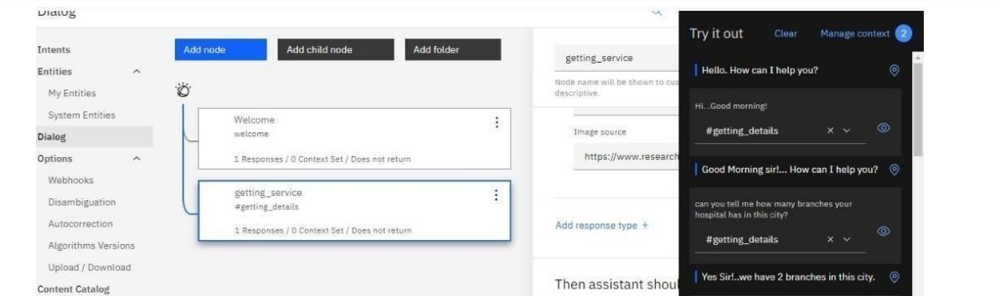 Dialog
Intents
Entities
My Entities
System Entities
Dialog
Options
Webhooks
Disambiguation
Autocorrection
Algorithms Versions
Upload / Download
Content Catalog
Add node
Add child node
Add folder
Welcome
welcome
1 Responses / 0 Context Set / Does not return
getting_service
#getting_details
1 Responses / 0 Context Set / Does not return
getting_service
Node name will be shown to cus
descriptive.
Image source
https://www.research
Add response type +
Then assistant shoul
Try it out
Clear
Manage context 2
Hello. How can I help you?
Hi...Good morning!
#getting_details
Good Morning sir!... How can I help you?
can you tell me how many branches your
hospital has in this city?
#getting_details
Yes Sir!..we have 2 branches in this city.